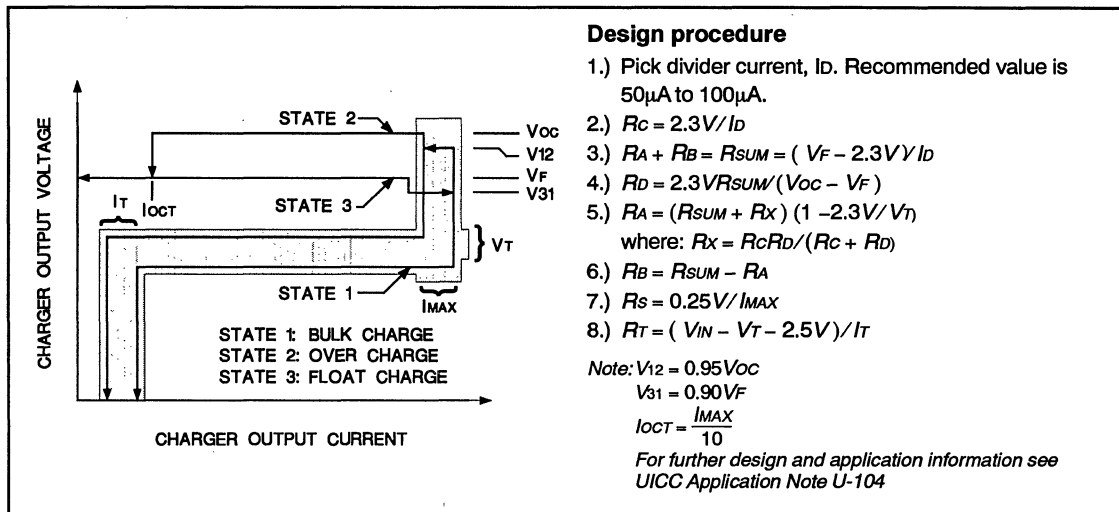 CHARGER OUTPUT VOLTAGE
STATE 2
VOC
V12
VF
V31
IT
IOCT
STATE 3
VT
STATE 1
IMAX
STATE 1: BULK CHARGE
STATE 2: OVER CHARGE
STATE 3: FLOAT CHARGE
CHARGER OUTPUT CURRENT
Design procedure
1.) Pick divider current, ID. Recommended value is
50µA to 100µA.
2.) RC = 2.3V/ID
3.) RA + RB = RSUM = ( VF – 2.3V)/ID
4.) RD = 2.3VRSUM/(VOC – VF)
5.) RA = (RSUM + RX) (1 –2.3V/VT)
where: RX = RCRD/(RC + RD)
6.) RB = RSUM – RA
7.) RS = 0.25V/IMAX
8.) RT = ( VIN – VT – 2.5V)/IT
Note: V12 = 0.95VOC
V31 = 0.90VF
IOCT = IMAX
10
For further design and application information see
UICC Application Note U-104